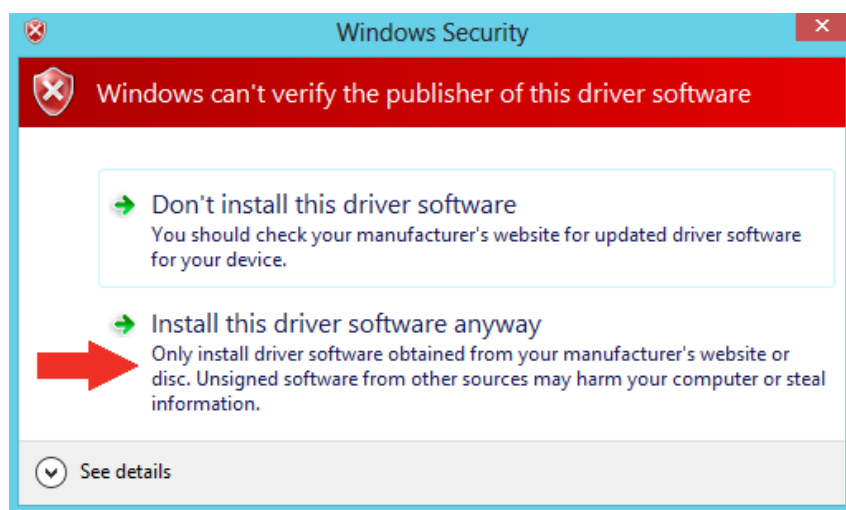 Windows Security
Windows can't verify the publisher of this driver software
Don't install this driver software
You should check your manufacturer's website for updated driver software
for your device.
Install this driver software anyway
Only install driver software obtained from your manufacturer's website or
disc. Unsigned software from other sources may harm your computer or steal
information.
See details